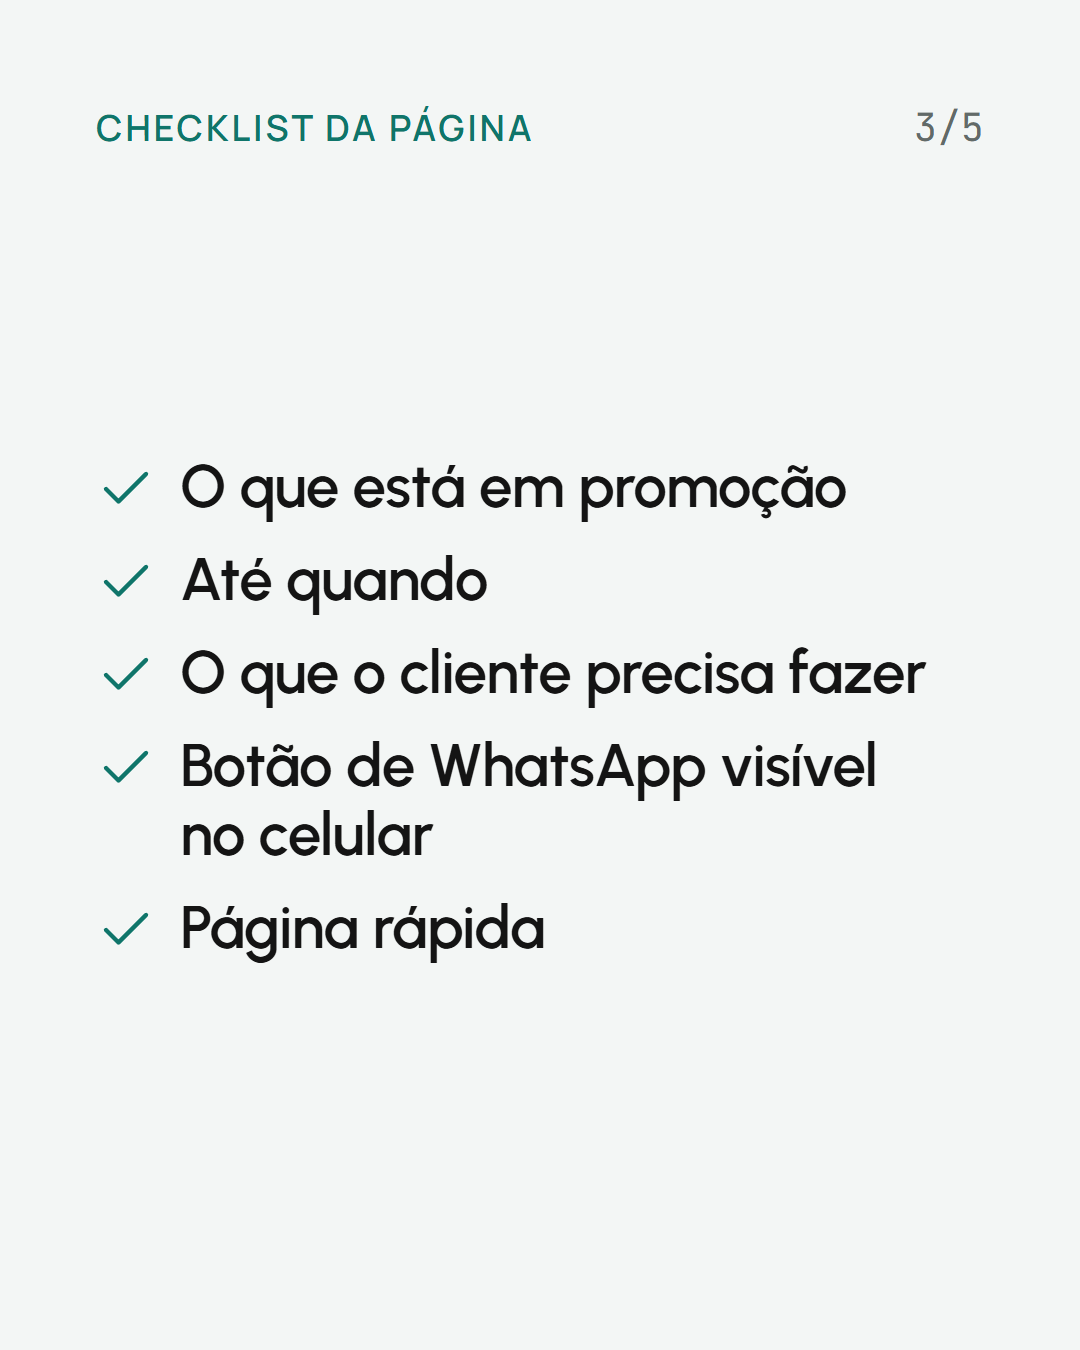 CHECKLIST DA PÁGINA
3/5
O que está em promoção
Até quando
O que o cliente precisa fazer
Botão de WhatsApp visível
no celular
Página rápida